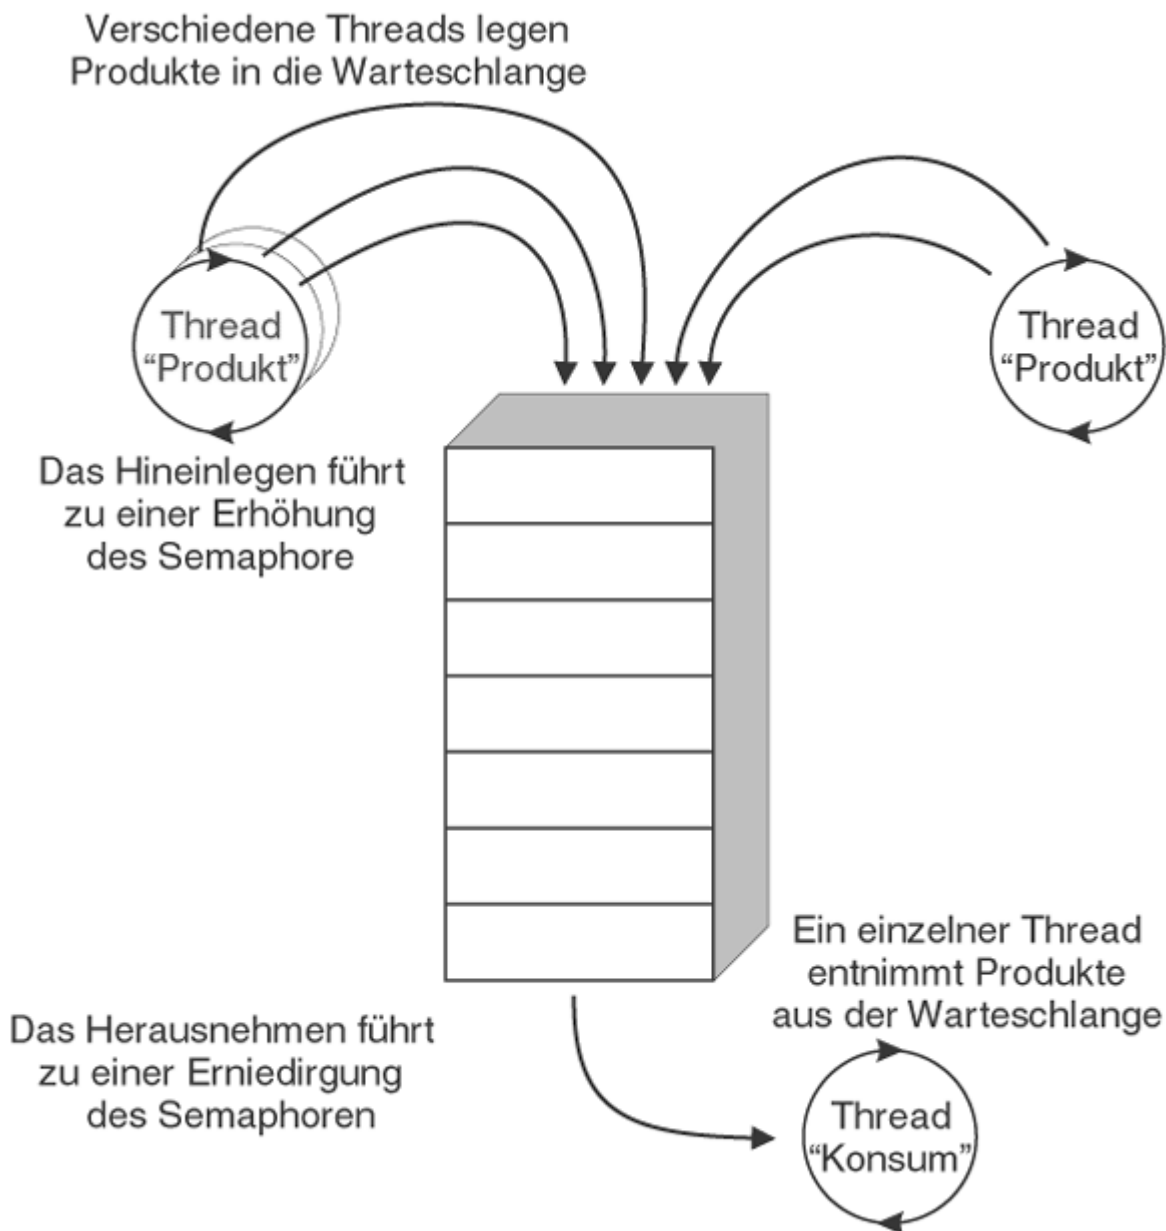 Verschiedene Threads legen
Produkte in die Warteschlange
Thread
“Produkt”
Thread
“Produkt”
Das Hineinlegen führt
zu einer Erhöhung
des Semaphore
Ein einzelner Thread
entnimmt Produkte
aus der Warteschlange
Das Herausnehmen führt
zu einer Erniedirgung
des Semaphoren
Thread
“Konsum”